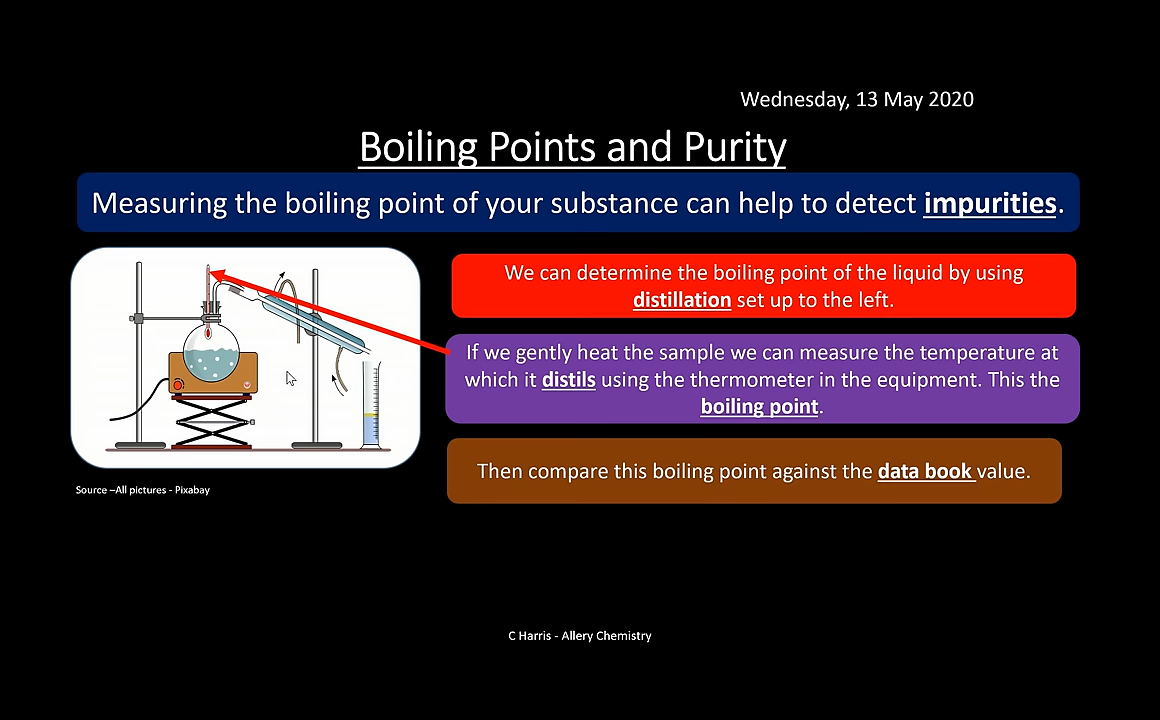 Wednesday, 13 May 2020
Boiling Points and Purity
Measuring the boiling point of your substance can help to detect impurities.
We can determine the boiling point of the liquid by using
distillation set up to the left.
If we gently heat the sample we can measure the temperature at
which it distils using the thermometer in the equipment. This the
boiling point.
Then compare this boiling point against the data book value.
Source –All pictures - Pixabay
C Harris - Allery Chemistry